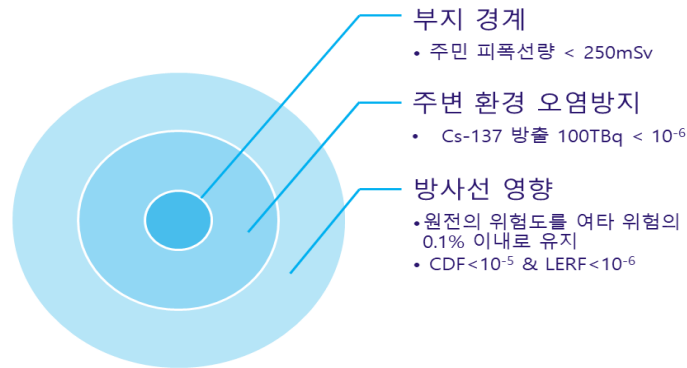 부지 경계
• 주민 피폭선량 < 250mSv
주변 환경 오염방지
• Cs-137 방출 100TBq < 10⁻⁶
방사선 영향
•원전의 위험도를 여타 위험의
0.1% 이내로 유지
• CDF<10⁻⁵ & LERF<10⁻⁶